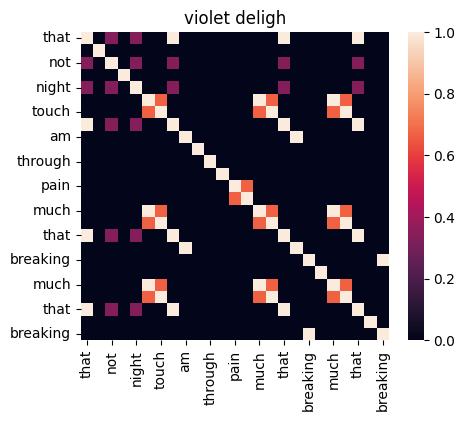 violet deligh
that
not
night
touch
am
through
pain
much
that
breaking
much
that
breaking
1.0
0.8
0.6
0.4
0.2
0.0
that
not
night
touch
am
through
pain
much
that
breaking
much
that
breaking